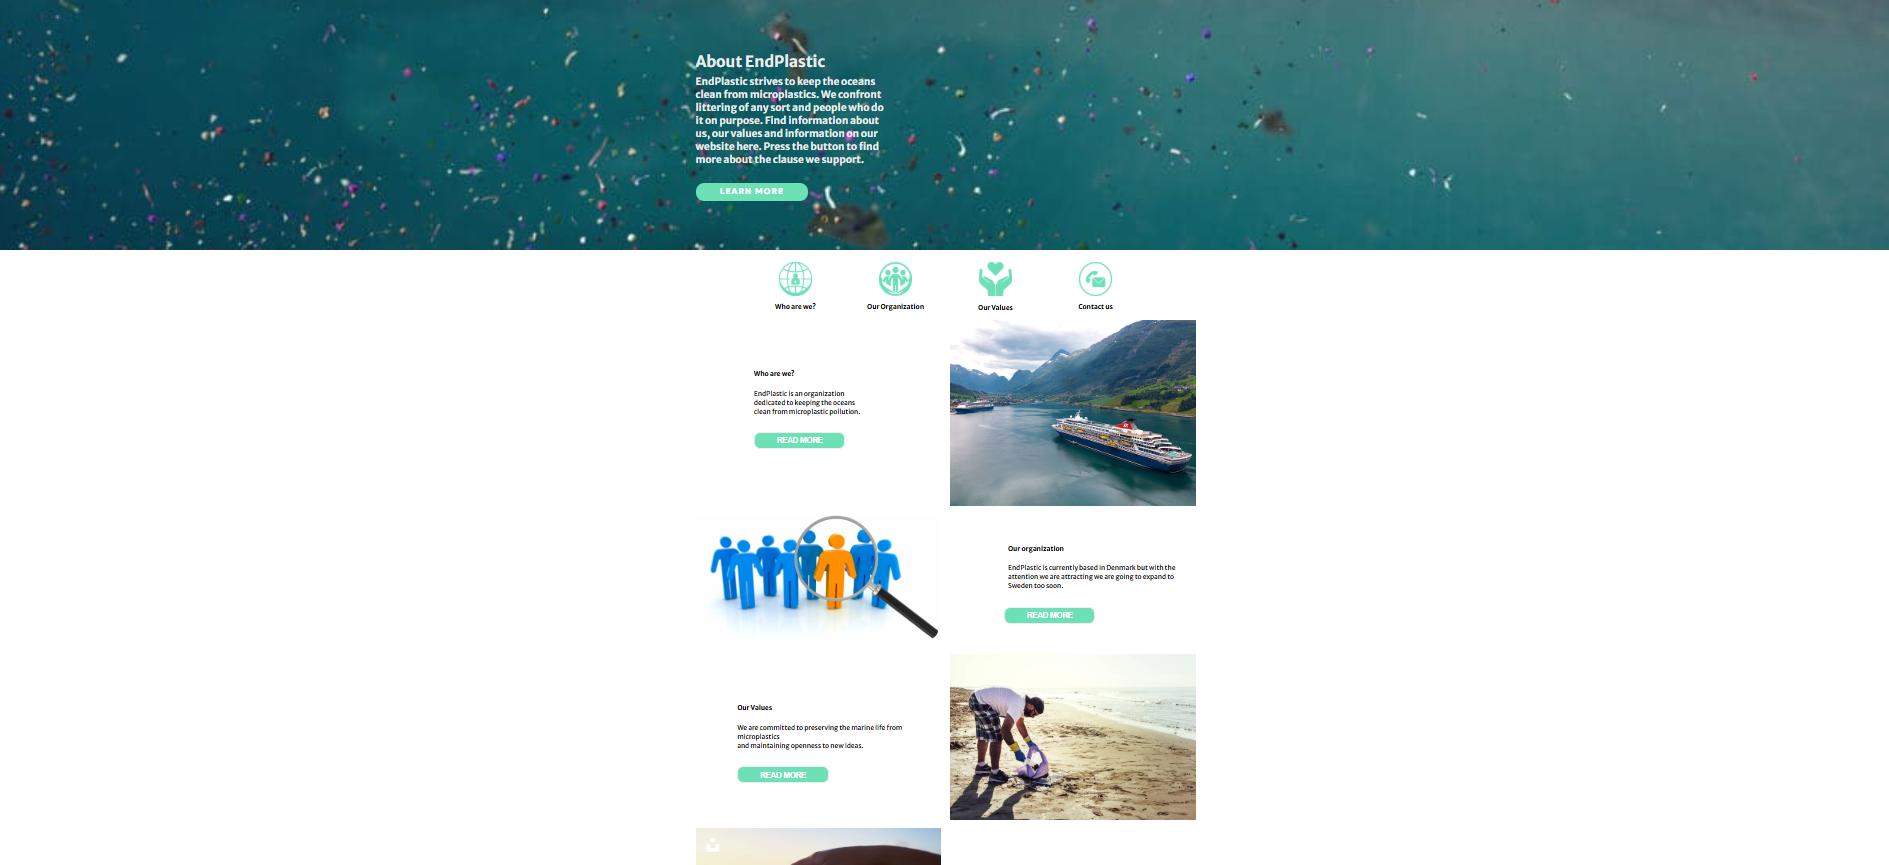 About EndPlastic
EndPlastic strives to keep the oceans
clean from microplastics. We confront
littering of any sort and people who do
it on purpose. Find information about
us, our values and information on our
website here. Press the button to find
more about the clause we support.
LEARN MORE
Who are we?
Our Organization
Our Values
Contact us
Who are we?
EndPlastic is an organization
dedicated to keeping the oceans
clean from microplastic pollution.
READ MORE
Our organization
EndPlastic is currently based in Denmark but with the
attention we are attracting we are going to expand to
Sweden too soon.
READ MORE
Our Values
We are committed to preserving the marine life from
microplastics
and maintaining openness to new ideas.
READ MORE